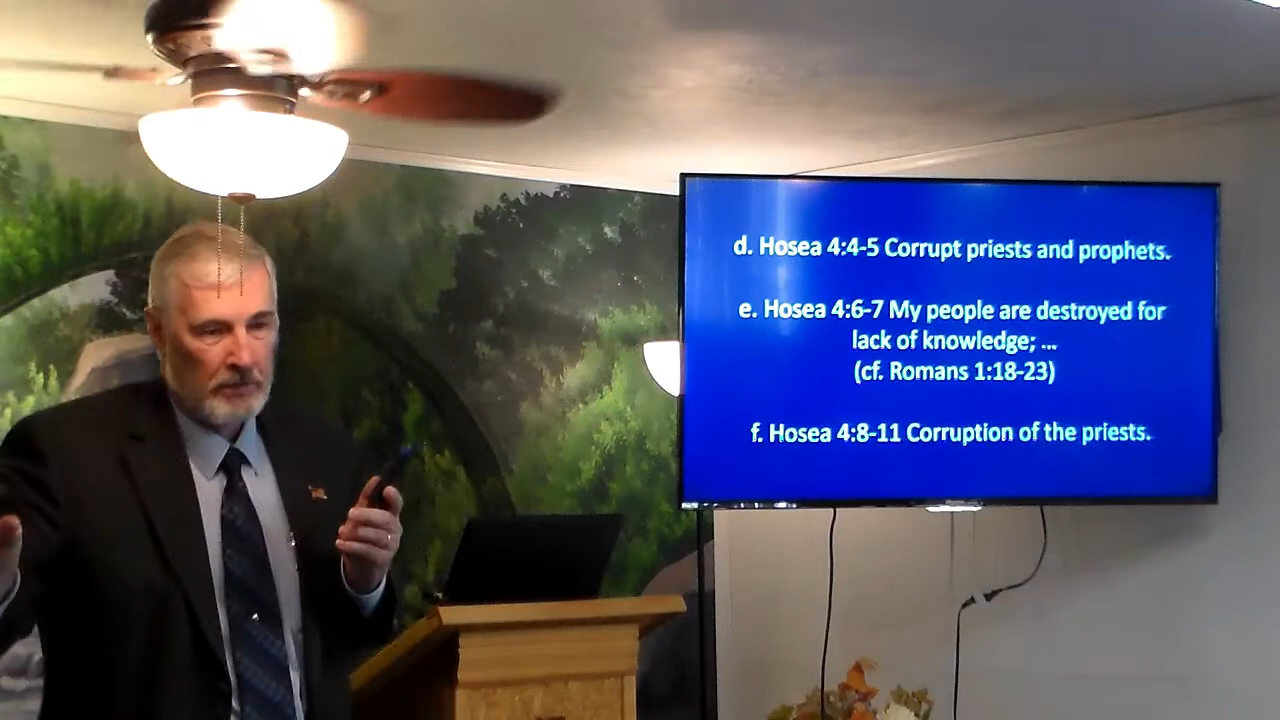 d. Hosea 4:4-5 Corrupt priests and prophets.
e. Hosea 4:6-7 My people are destroyed for
lack of knowledge; ...
(cf. Romans 1:18-23)
f. Hosea 4:8-11 Corruption of the priests.